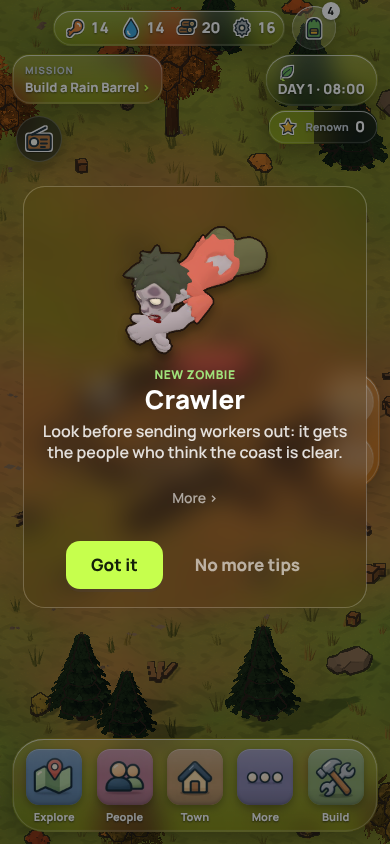 14 14 20 16 4
MISSION
Build a Rain Barrel ›
DAY 1 · 08:00
Renown 0
NEW ZOMBIE
Crawler
Look before sending workers out: it gets
the people who think the coast is clear.
More ›
Got it No more tips
Explore People Town More Build